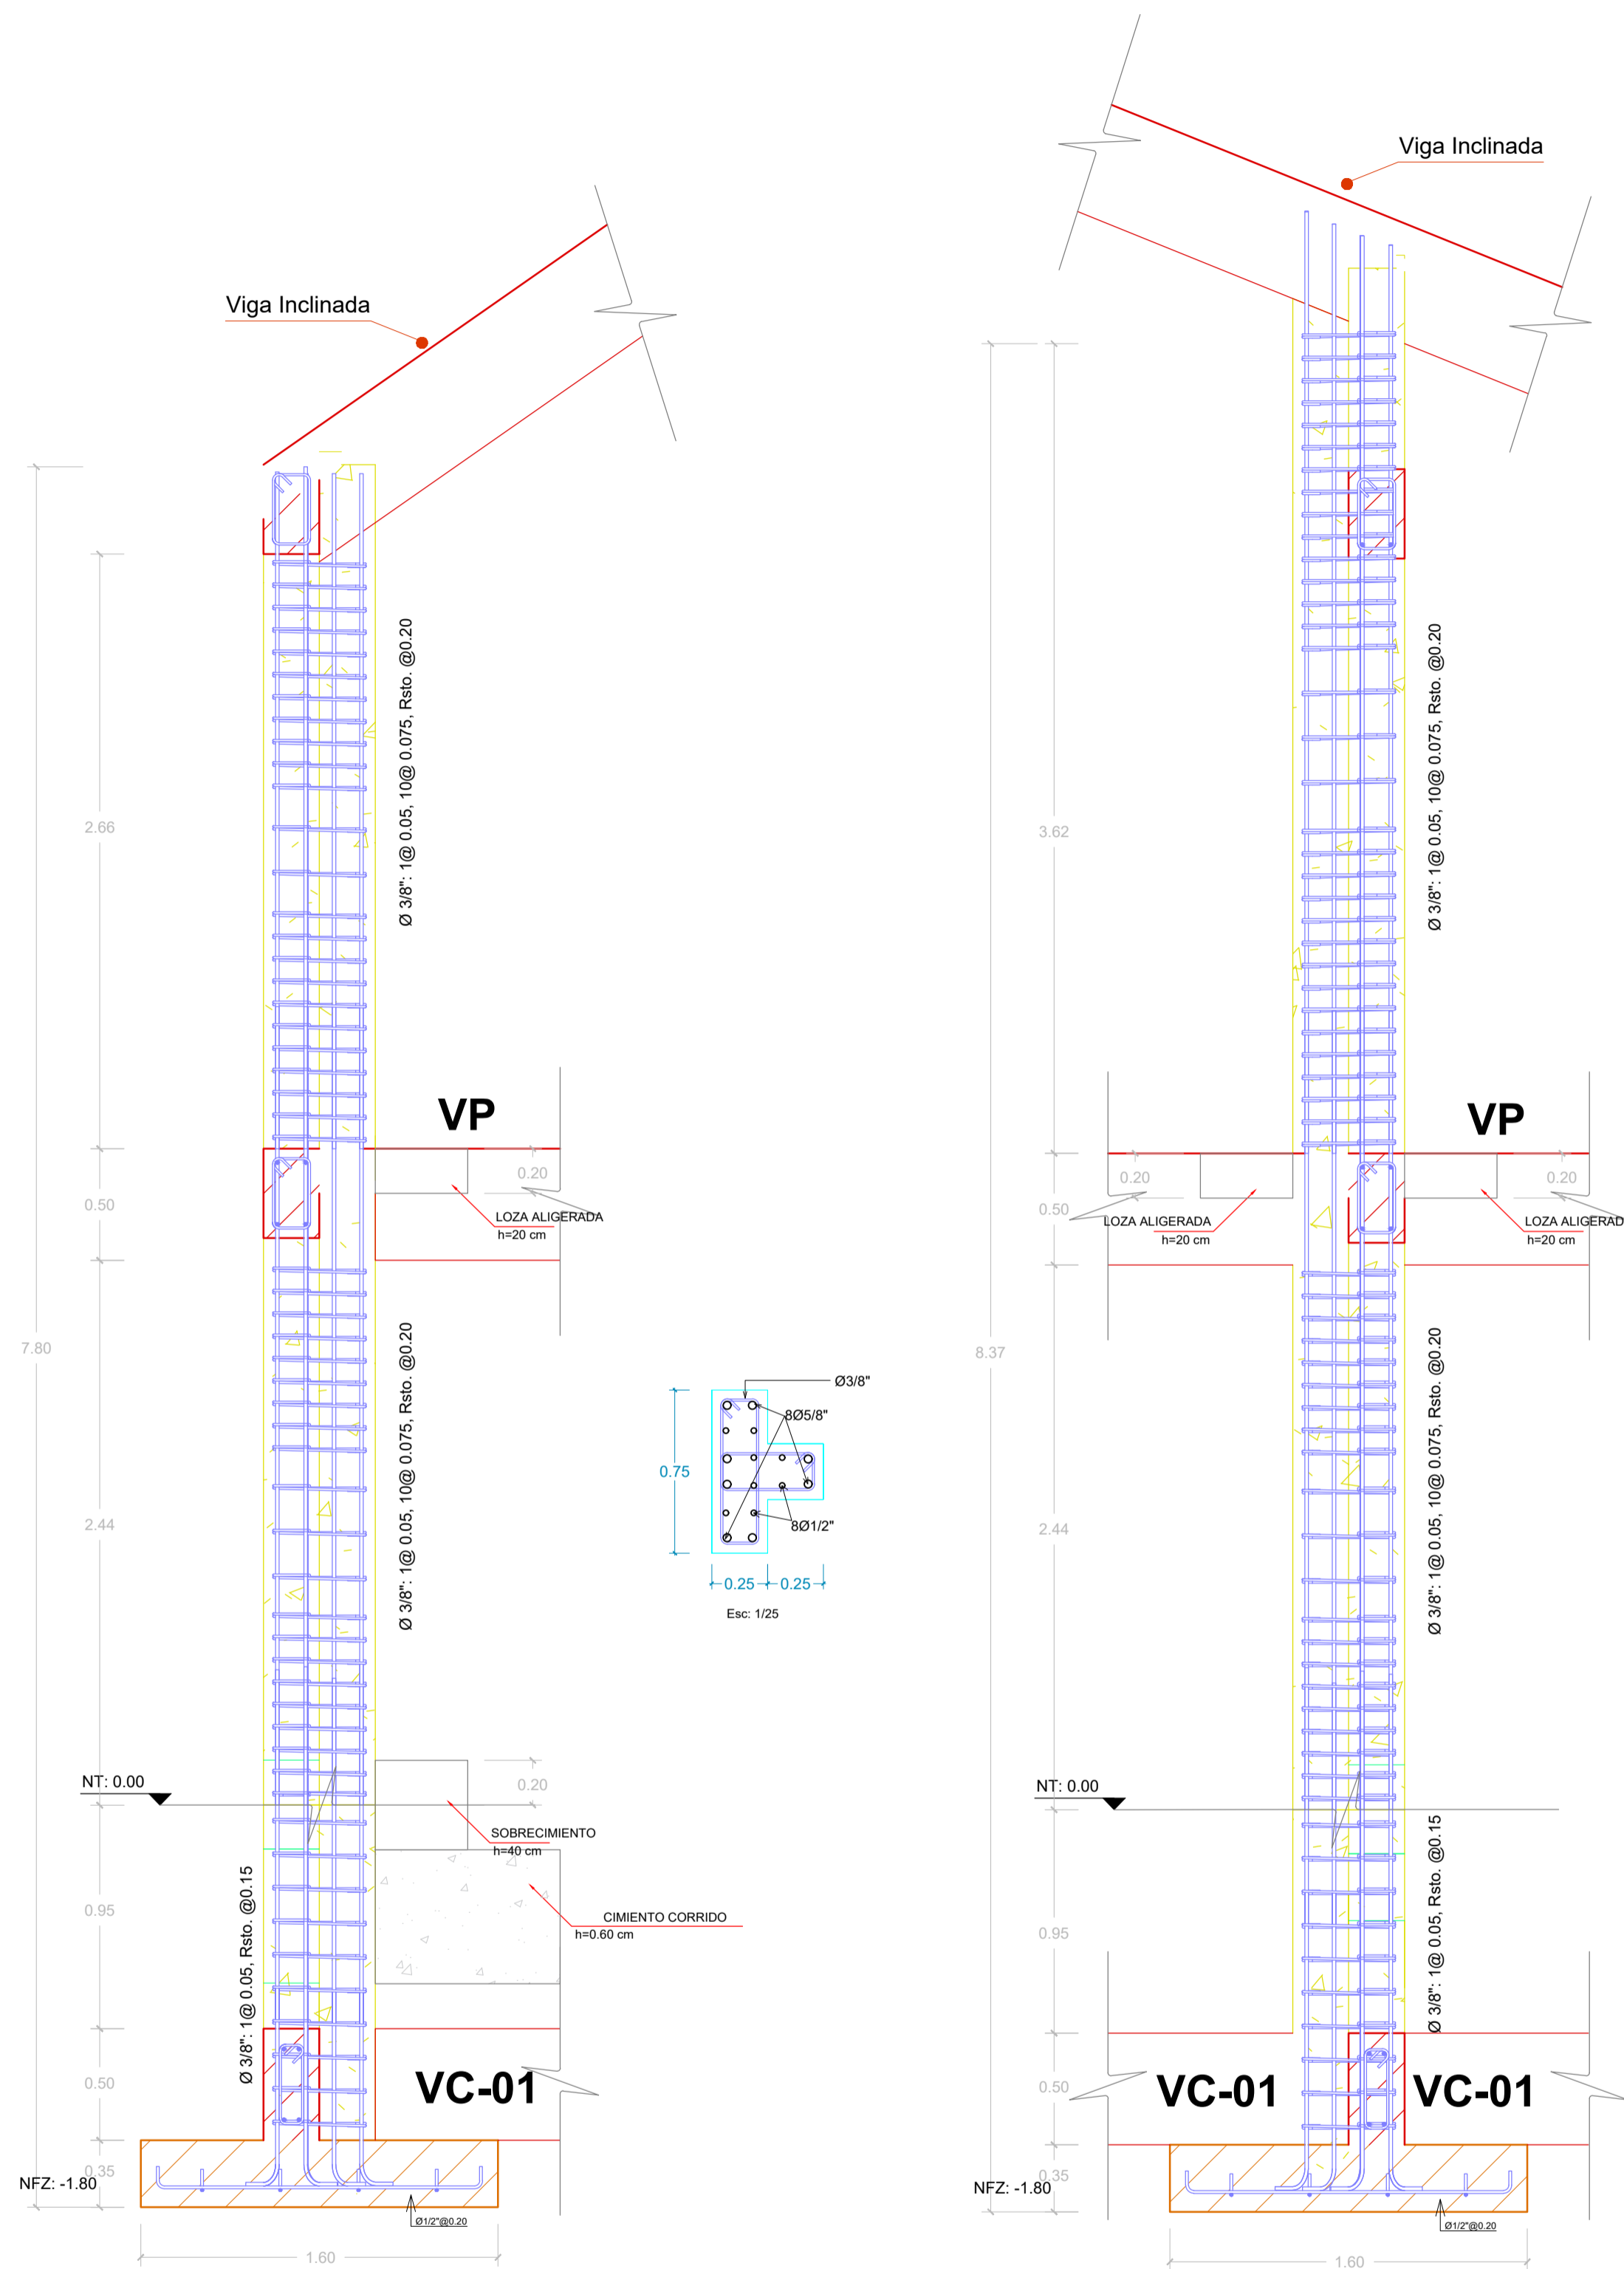 Viga Inclinada
2.66
Ø 3/8": 1@ 0.05, 10@ 0.075, Rsto. @0.20
VP
0.20
0.50
LOZA ALIGERADA
h=20 cm
7.80
2.44
Ø 3/8": 1@ 0.05, 10@ 0.075, Rsto. @0.20
NT: 0.00
0.20
SOBRECIMIENTO
h=40 cm
0.95
Ø 3/8": 1@ 0.05, Rsto. @0.15
CIMIENTO CORRIDO
h=0.60 cm
0.50
VC-01
0.35
NFZ: -1.80
Ø1/2"@0.20
1.60
Ø3/8"
8Ø5/8"
0.75
8Ø1/2"
0.25
0.25
Esc: 1/25
Viga Inclinada
3.62
Ø 3/8": 1@ 0.05, 10@ 0.075, Rsto. @0.20
VP
0.20
0.20
0.50
LOZA ALIGERADA
h=20 cm
LOZA ALIGERAD
h=20 cm
8.37
2.44
Ø 3/8": 1@ 0.05, 10@ 0.075, Rsto. @0.20
NT: 0.00
0.95
Ø 3/8": 1@ 0.05, Rsto. @0.15
0.50
VC-01
VC-01
0.35
NFZ: -1.80
Ø1/2"@0.20
1.60